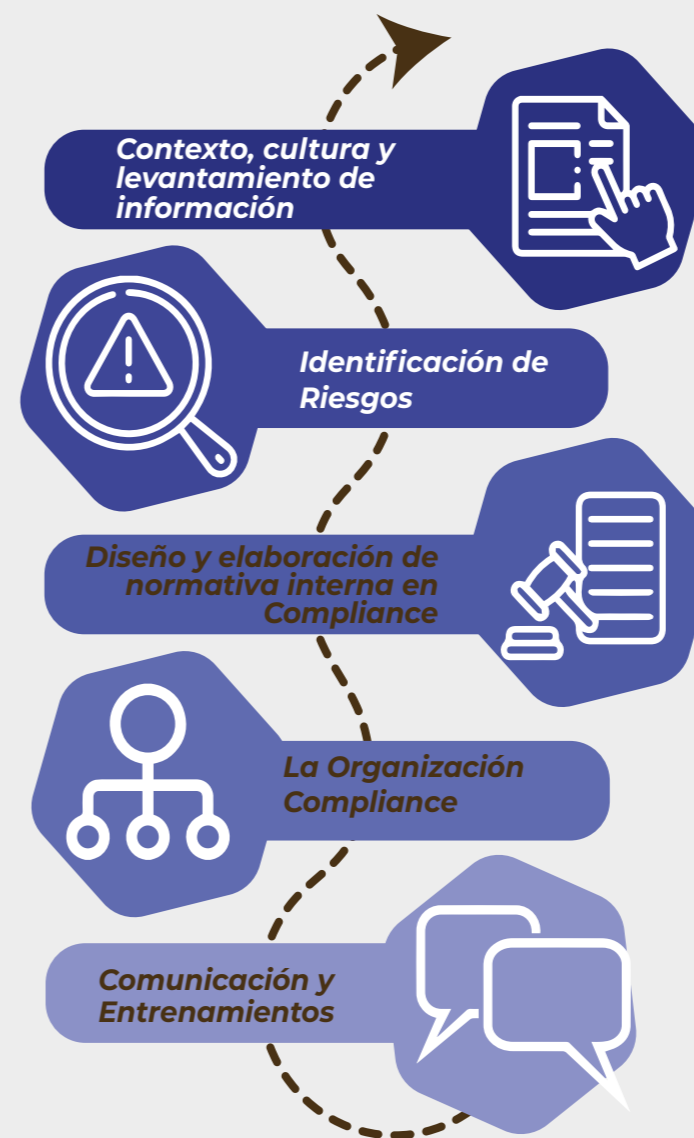 Contexto, cultura y
levantamiento de
información
Identificación de
Riesgos
Diseño y elaboración de
normativa interna en
Compliance
La Organización
Compliance
Comunicación y
Entrenamientos